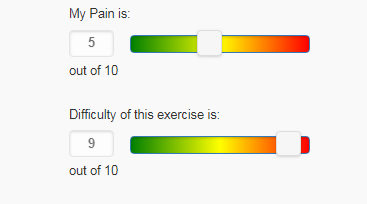 My Pain is:
5
out of 10
Difficulty of this exercise is:
9
out of 10